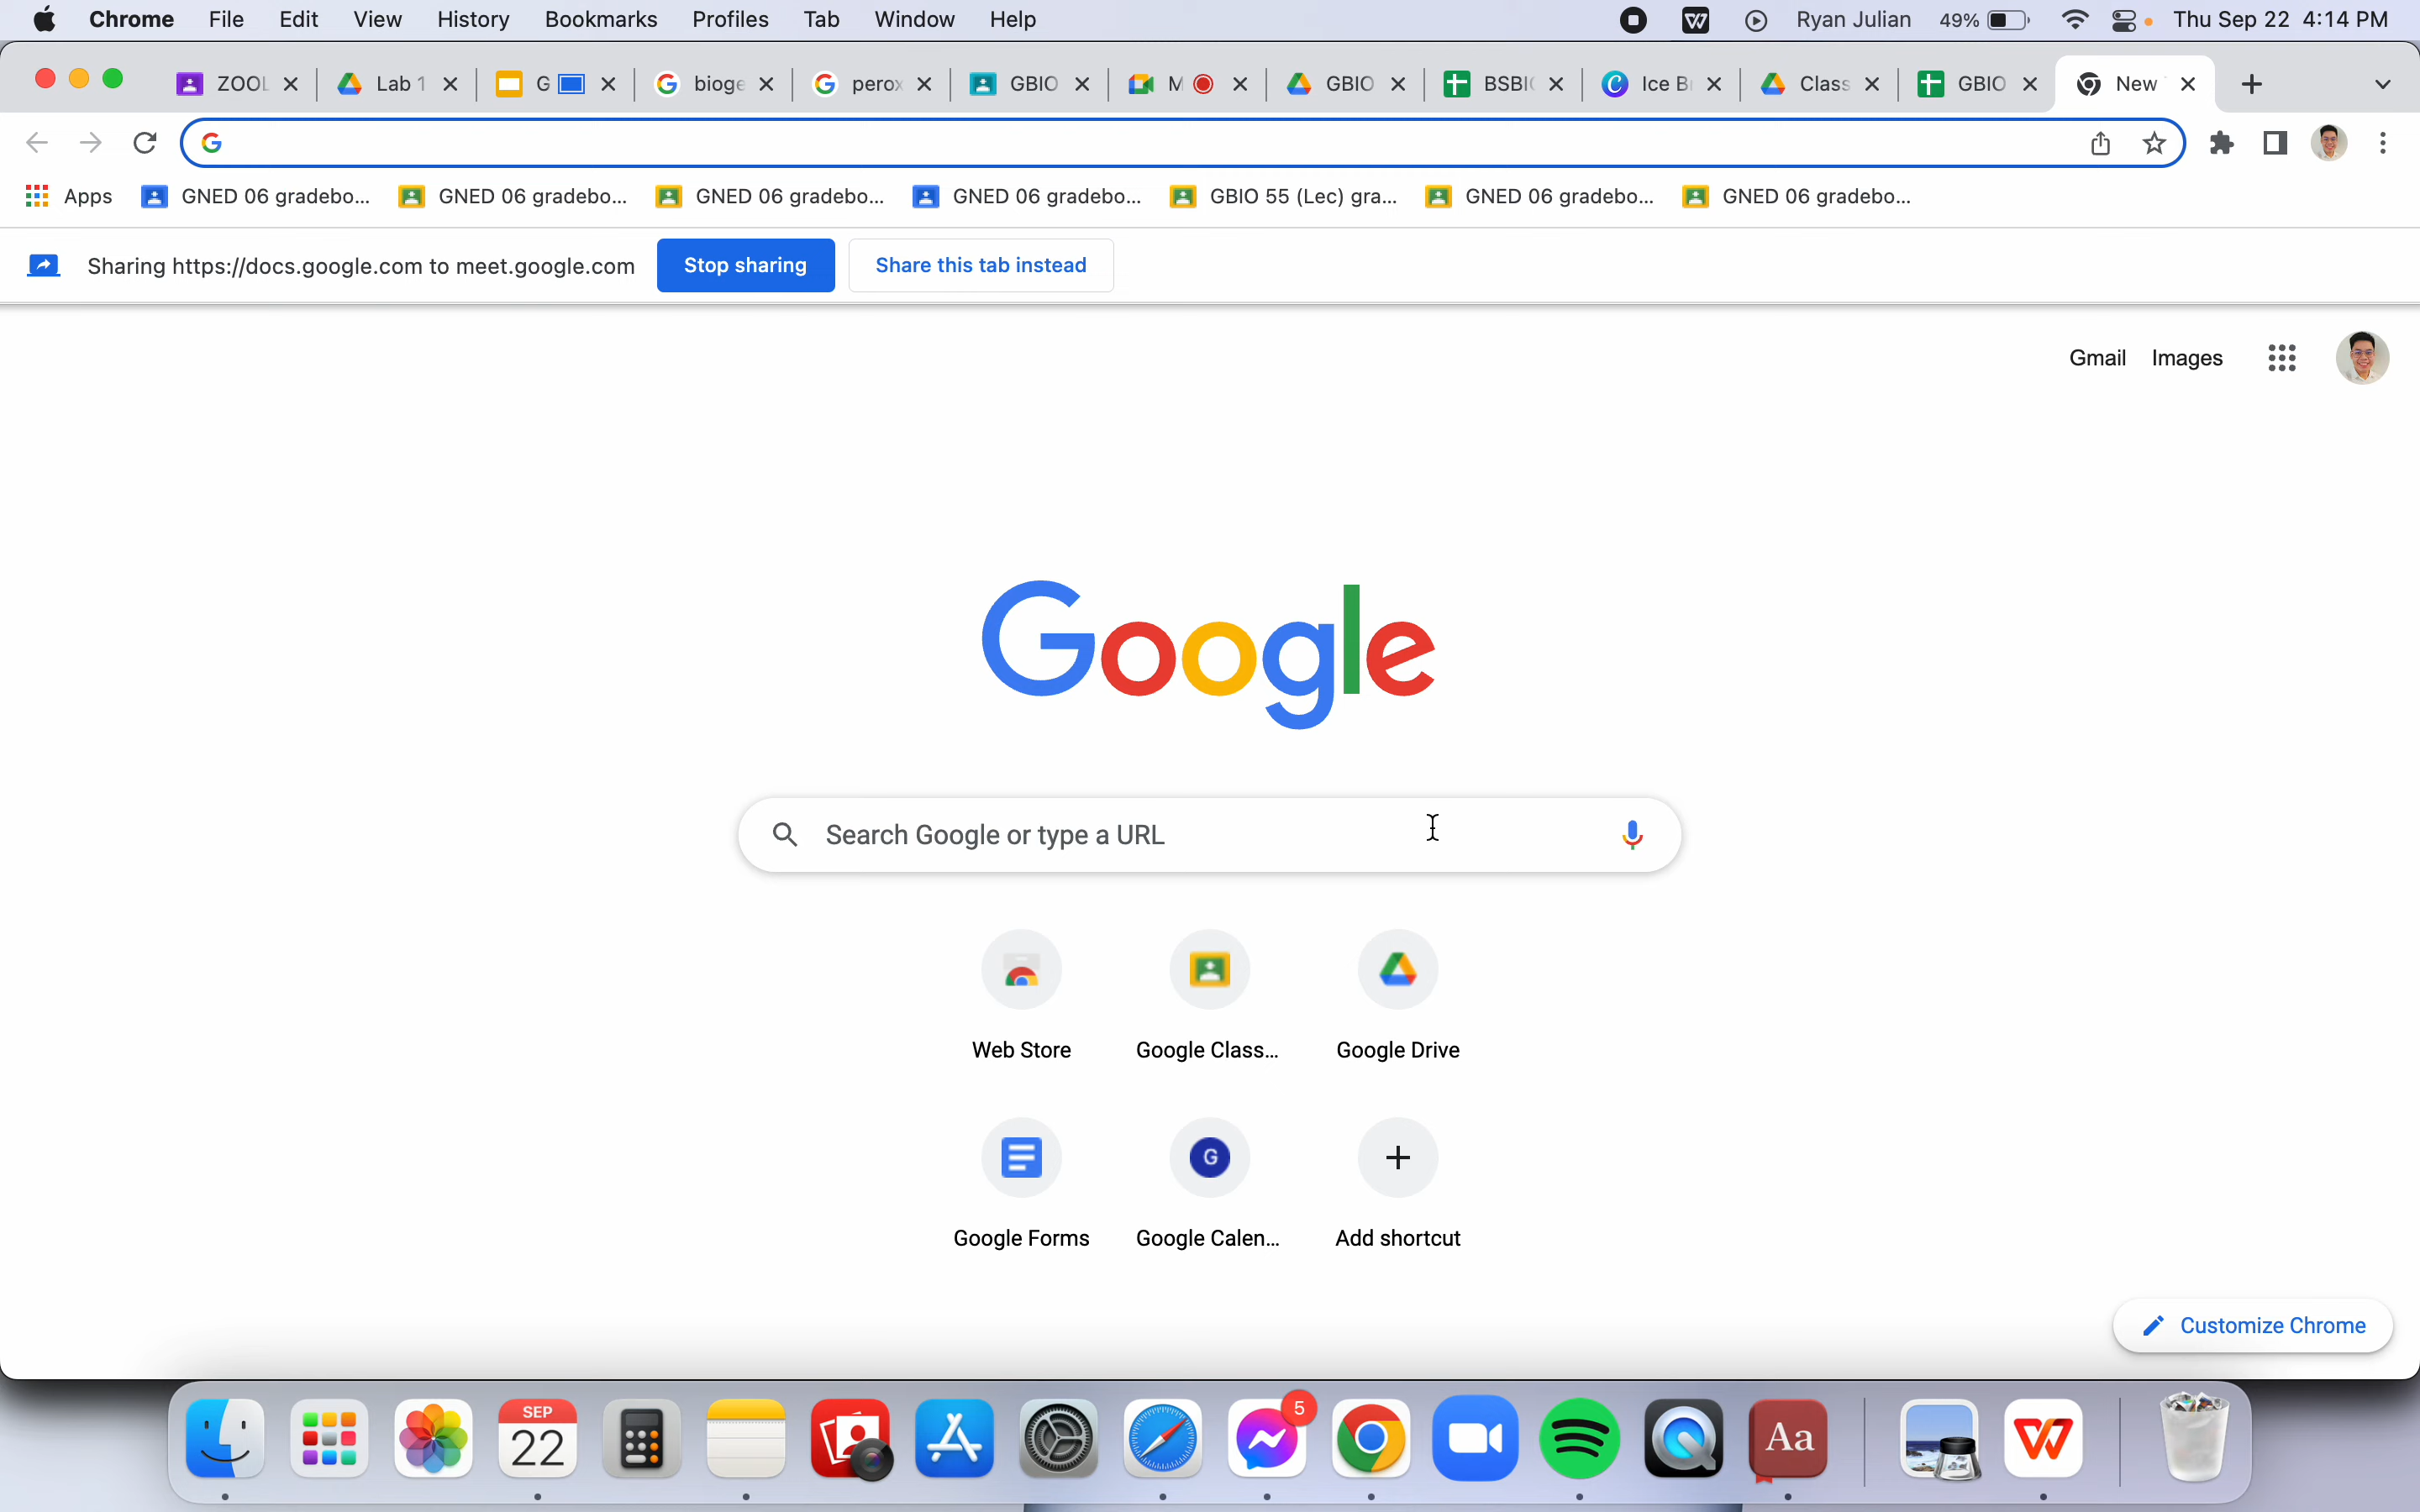 Chrome File Edit View History Bookmarks Profiles Tab Window Help Ryan Julian 49% Thu Sep 22 4:14 PM
ZOOL Lab 1 G bioge perox GBIO M GBIO BSBI Ice B Class GBIO New
Apps GNED 06 gradebo... GNED 06 gradebo... GNED 06 gradebo... GNED 06 gradebo... GBIO 55 (Lec) gra... GNED 06 gradebo... GNED 06 gradebo...
Sharing https://docs.google.com to meet.google.com Stop sharing Share this tab instead
Gmail Images
Google
Search Google or type a URL
Web Store Google Class... Google Drive
G
Google Forms Google Calen... Add shortcut
Customize Chrome
SEP
22
5
Aa